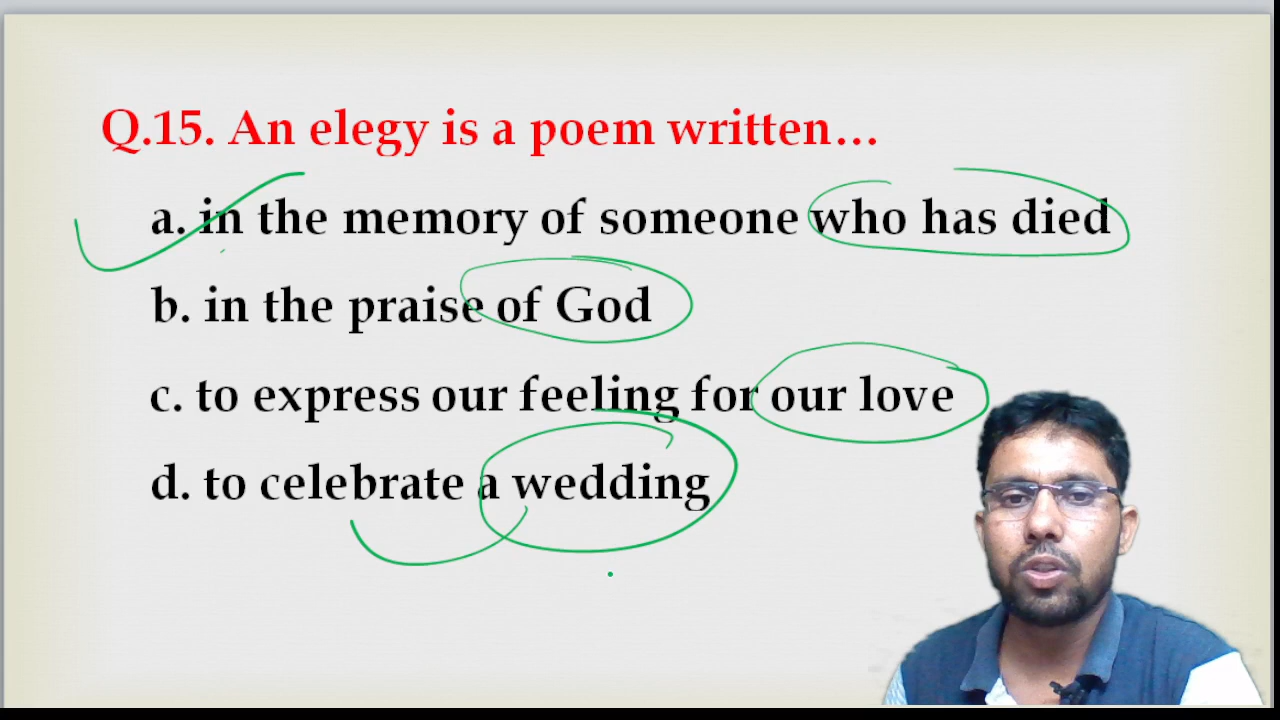 Q.15. An elegy is a poem written…
a. in the memory of someone who has died
b. in the praise of God
c. to express our feeling for our love
d. to celebrate a wedding